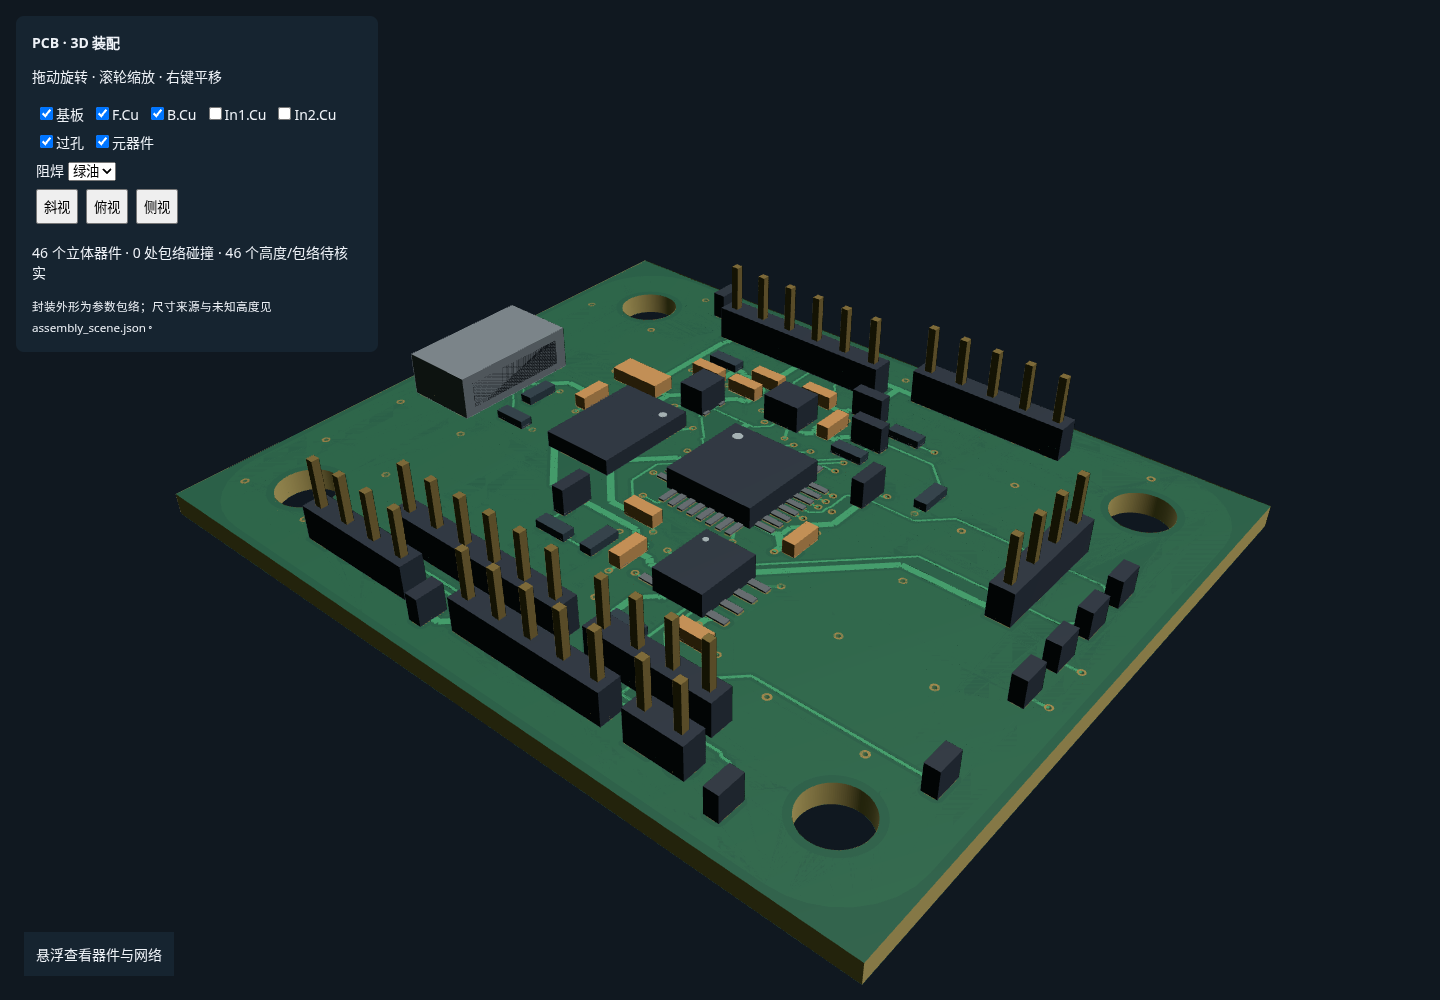 PCB · 3D 装配
拖动旋转 · 滚轮缩放 · 右键平移
基板 F.Cu B.Cu In1.Cu In2.Cu
过孔 元器件
阻焊 绿油
斜视 俯视 侧视
46 个立体器件 · 0 处包络碰撞 · 46 个高度/包络待核
实
封装外形为参数包络；尺寸来源与未知高度见
assembly_scene.json。
悬浮查看器件与网络